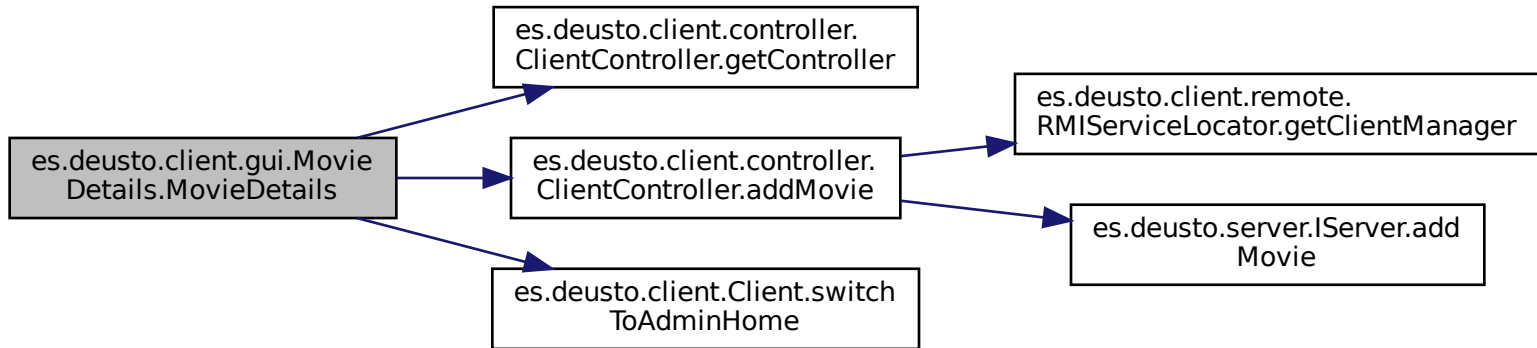 es.deusto.client.gui.Movie
Details.MovieDetails
es.deusto.client.controller.
ClientController.getController
es.deusto.client.controller.
ClientController.addMovie
es.deusto.client.Client.switch
ToAdminHome
es.deusto.client.remote.
RMIServiceLocator.getClientManager
es.deusto.server.IServer.add
Movie